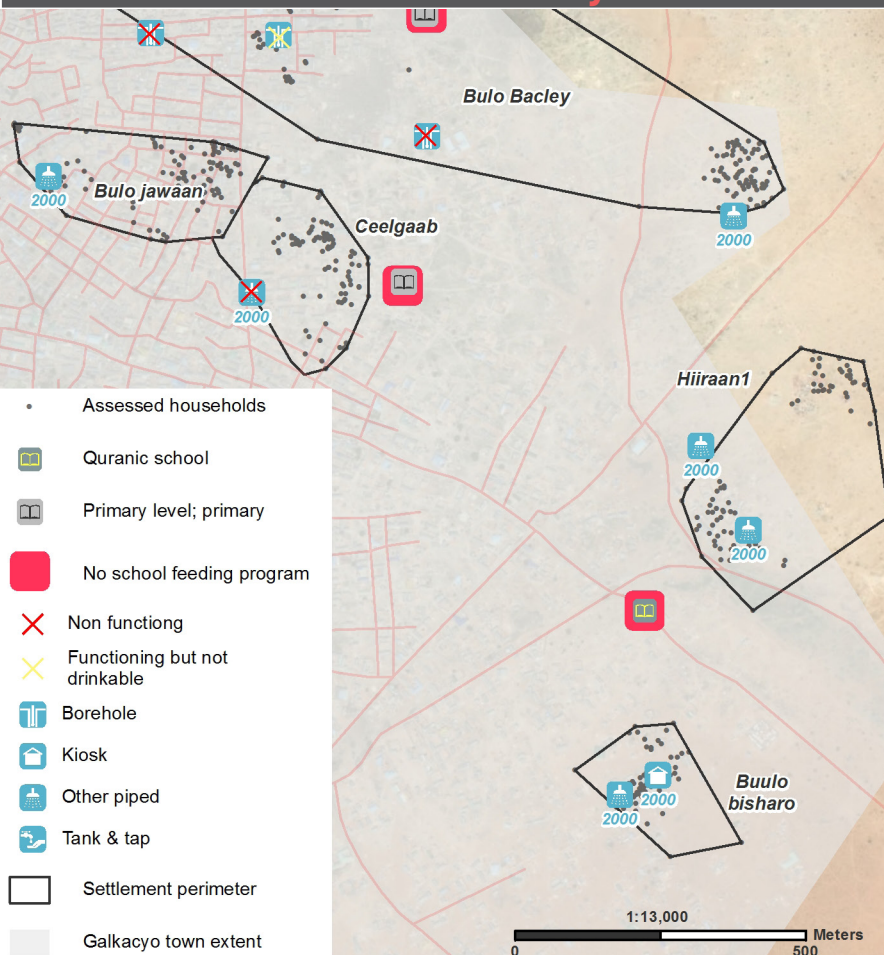 Bulo Bacley
Bulo jawaan
2000
Ceelgaab
2000
2000
Hiiraan1
2000
2000
Buulo
bisharo
2000
2000
Assessed households
Quranic school
Primary level; primary
No school feeding program
Non functiong
Functioning but not
drinkable
Borehole
Kiosk
Other piped
Tank & tap
Settlement perimeter
Galkacyo town extent
1:13,000
Meters
0
500